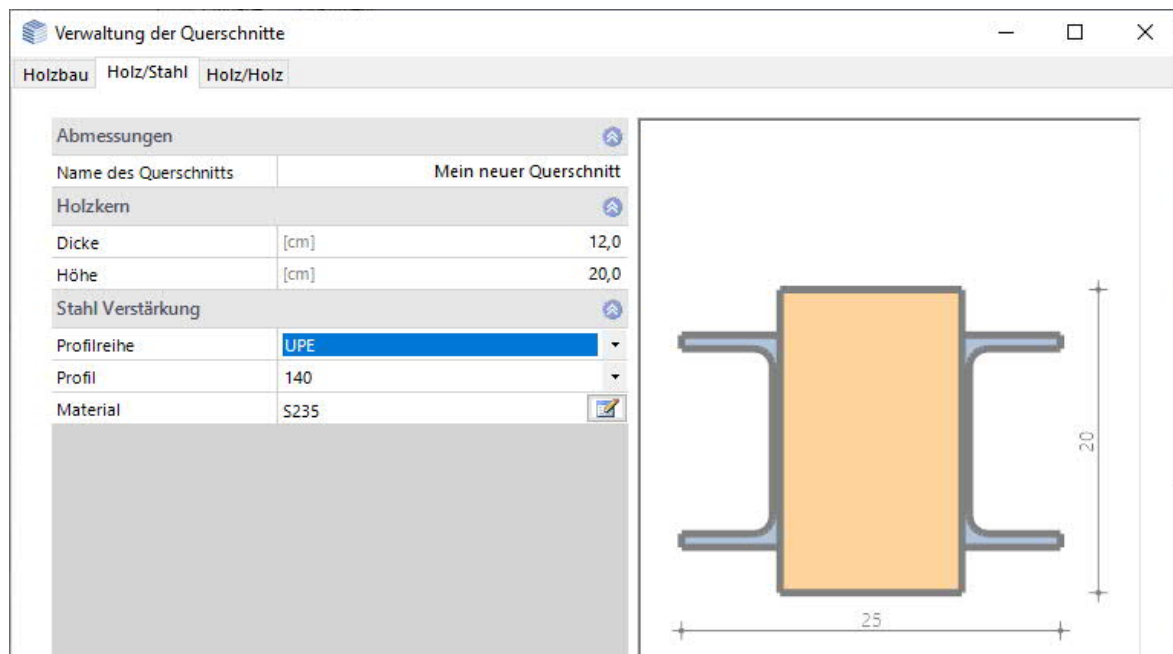 Verwaltung der Querschnitte
Holzbau Holz/Stahl Holz/Holz
Abmessungen
Name des Querschnitts Mein neuer Querschnitt
Holzkern
Dicke [cm] 12,0
Höhe [cm] 20,0
Stahl Verstärkung
Profilreihe UPE
Profil 140
Material S235
20
25